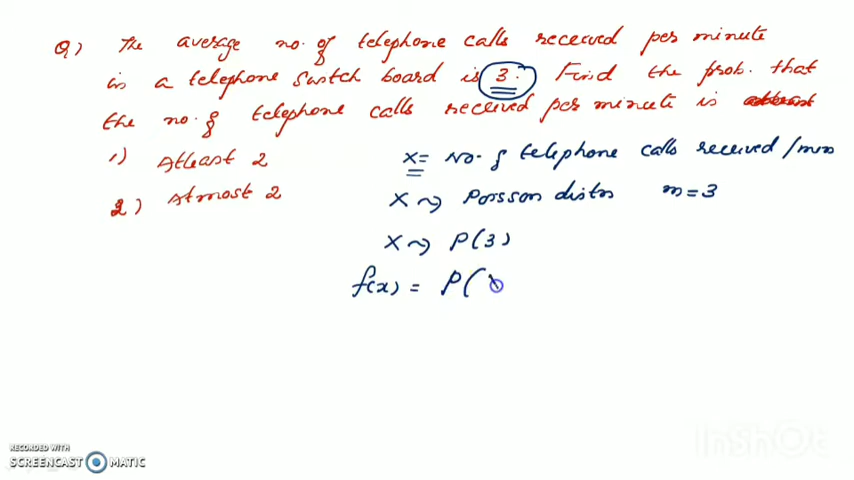 Q) The average no. of telephone calls received per minute
in a telephone switch board is 3. Find the prob. that
the no. of telephone calls received per minute is
1) Atleast 2
2) Atmost 2
X = No. of telephone calls received / min
X ~ Poisson distn m = 3
X ~ P(3)
f(x) = P(
RECORDED WITH
SCREENCAST O MATIC
InshOt